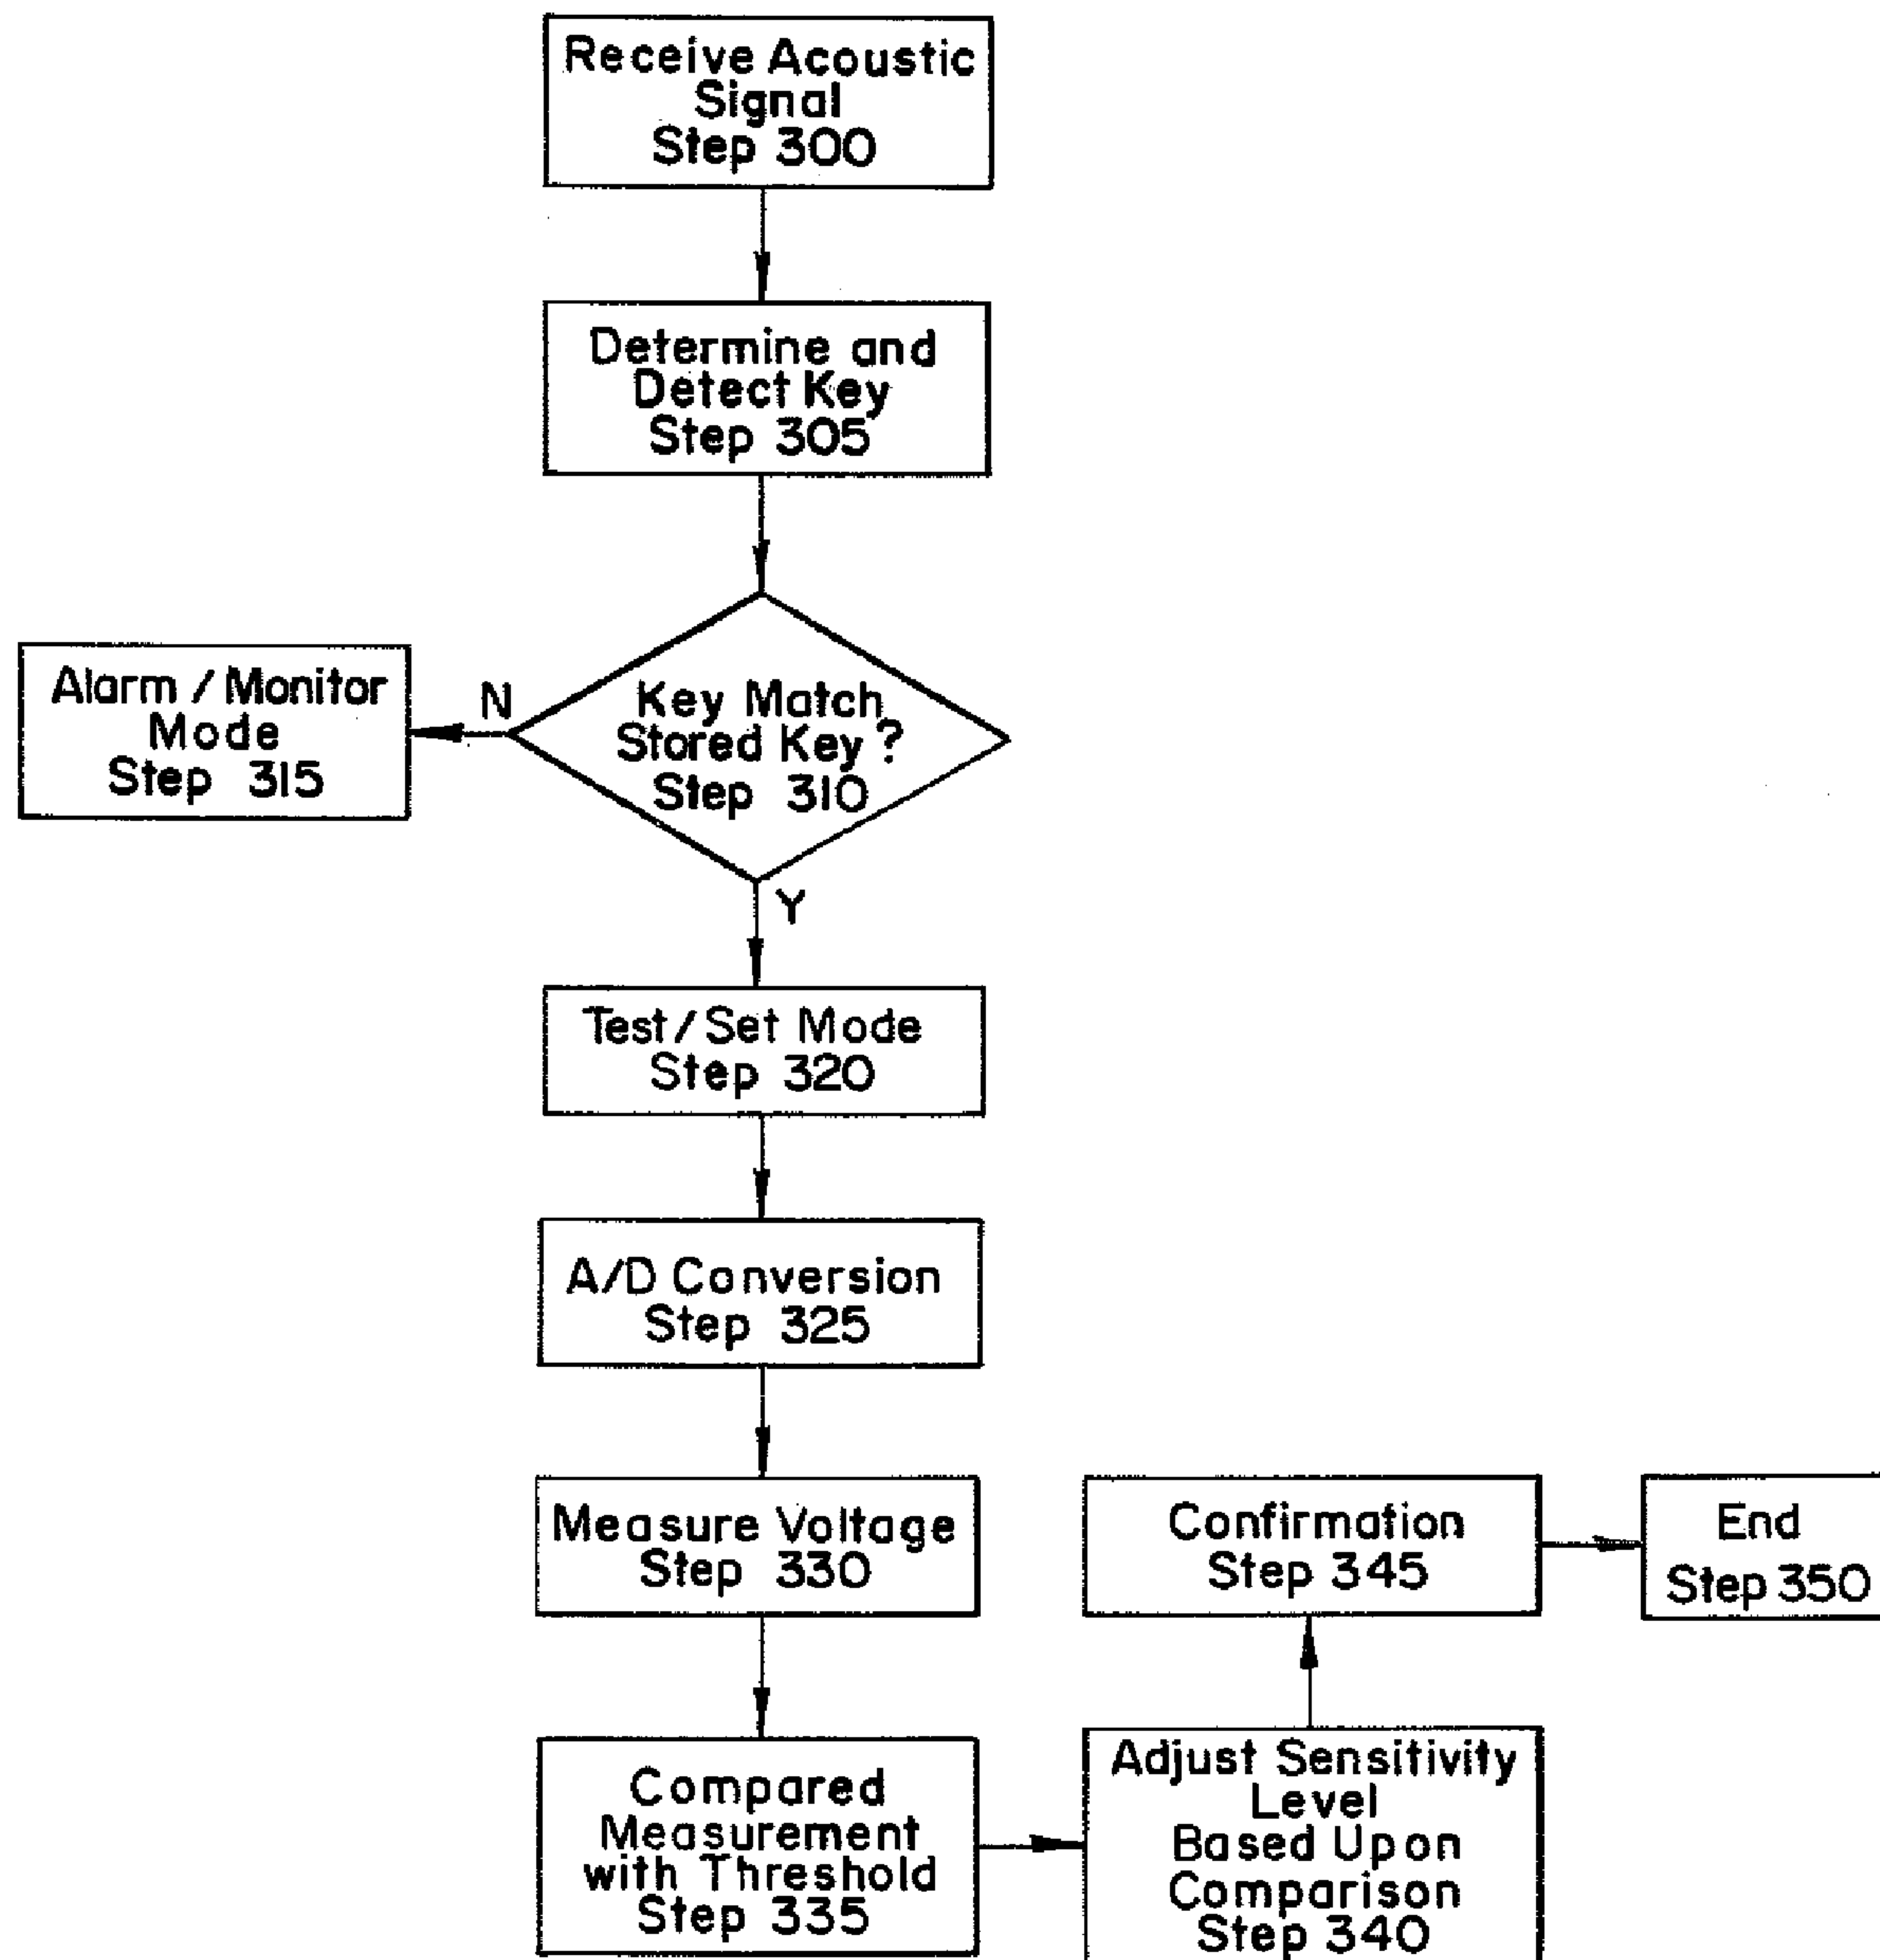 Receive Acoustic
Signal
Step 300
Determine and
Detect Key
Step 305
Key Match
Stored Key?
Step 310
N
Alarm / Monitor
Mode
Step 315
Y
Test/Set Mode
Step 320
A/D Conversion
Step 325
Measure Voltage
Step 330
Compared
Measurement
with Threshold
Step 335
Adjust Sensitivity
Level
Based Upon
Comparison
Step 340
Confirmation
Step 345
End
Step 350